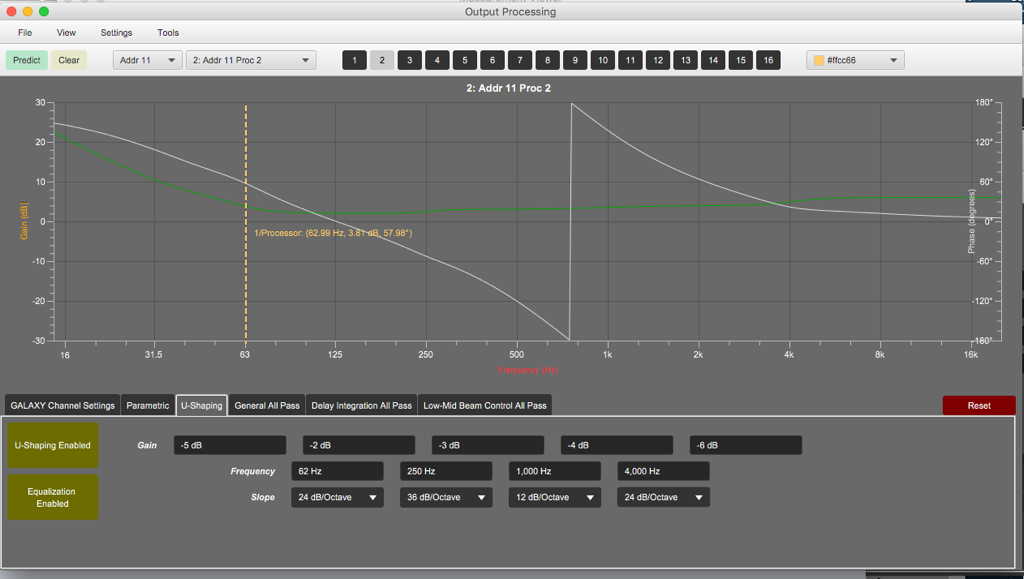 Output Processing
File View Settings Tools
Predict Clear Addr 11 2: Addr 11 Proc 2 1 2 3 4 5 6 7 8 9 10 11 12 13 14 15 16 #ffcc66
2: Addr 11 Proc 2
30 180°
20 120°
10 60°
0 0°
1/Processor: (62.99 Hz, 3.81 dB, 57.98°)
-10 -60°
-20 -120°
-30 -180°
Gain (dB)
Phase (degrees)
16 31.5 63 125 250 500 1k 2k 4k 8k 16k
Frequency (Hz)
GALAXY Channel Settings Parametric U-Shaping General All Pass Delay Integration All Pass Low-Mid Beam Control All Pass Reset
U-Shaping Enabled Gain -5 dB -2 dB -3 dB -4 dB -6 dB
Frequency 62 Hz 250 Hz 1,000 Hz 4,000 Hz
Equalization
Enabled
Slope 24 dB/Octave 36 dB/Octave 12 dB/Octave 24 dB/Octave